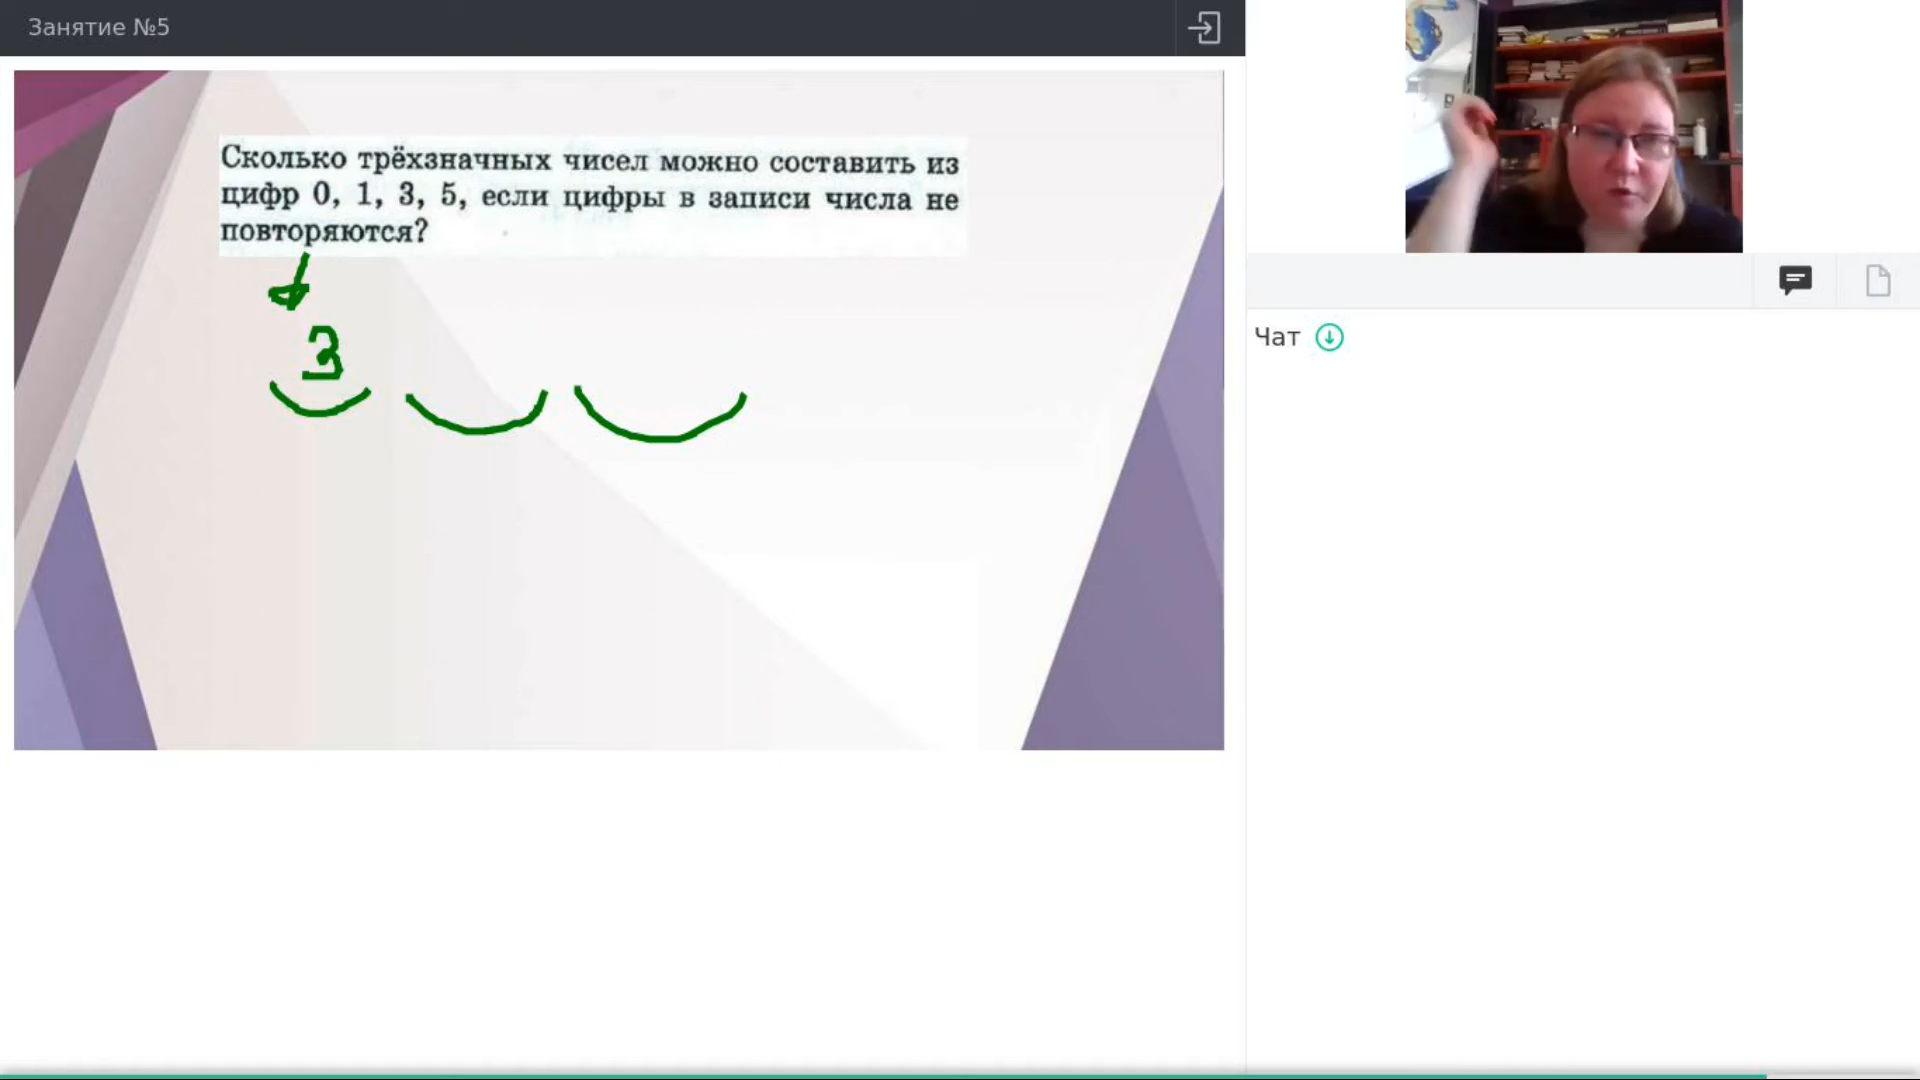 Занятие №5
Сколько трёхзначных чисел можно составить из
цифр 0, 1, 3, 5, если цифры в записи числа не
повторяются?
3
Чат